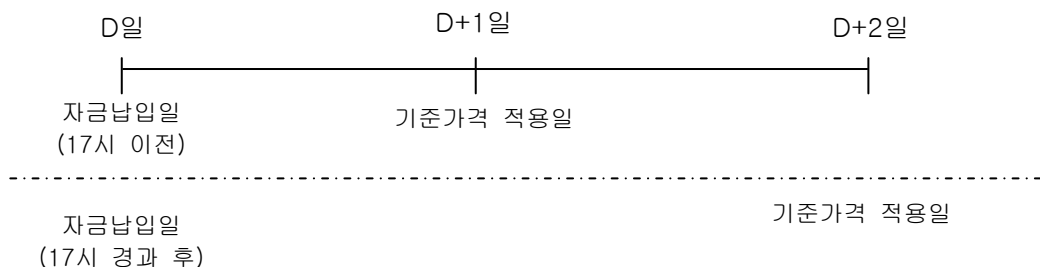 D일 D+1일 D+2일
자금납입일 기준가격 적용일
(17시 이전)
자금납입일 기준가격 적용일
(17시 경과 후)